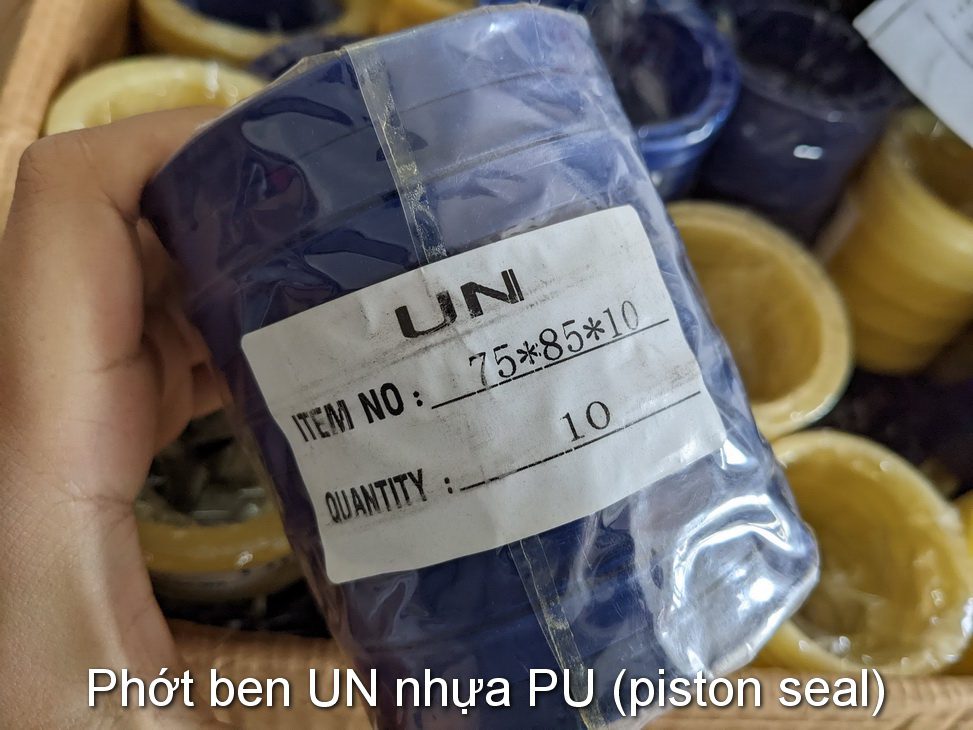 UN
ITEM NO : 75*85*10
QUANTITY : 10
Phớt ben UN nhựa PU (piston seal)